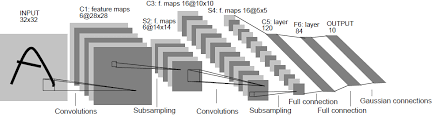 INPUT
32x32
C1: feature maps
6@28x28
S2: f. maps
6@14x14
C3: f. maps 16@10x10
S4: f. maps 16@5x5
C5: layer
120
F6: layer
84
OUTPUT
10
Convolutions
Subsampling
Convolutions
Subsampling
Full connection
Full connection
Gaussian connections